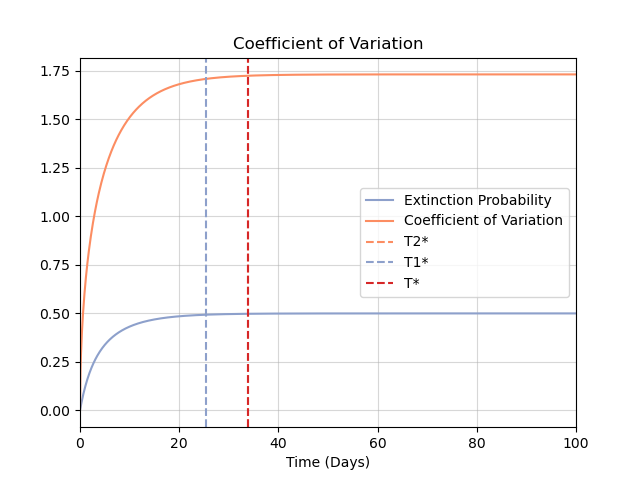 Coefficient of Variation
1.75
1.50
1.25
1.00
0.75
0.50
0.25
0.00
Extinction Probability
Coefficient of Variation
T2*
T1*
T*
0 20 40 60 80 100
Time (Days)